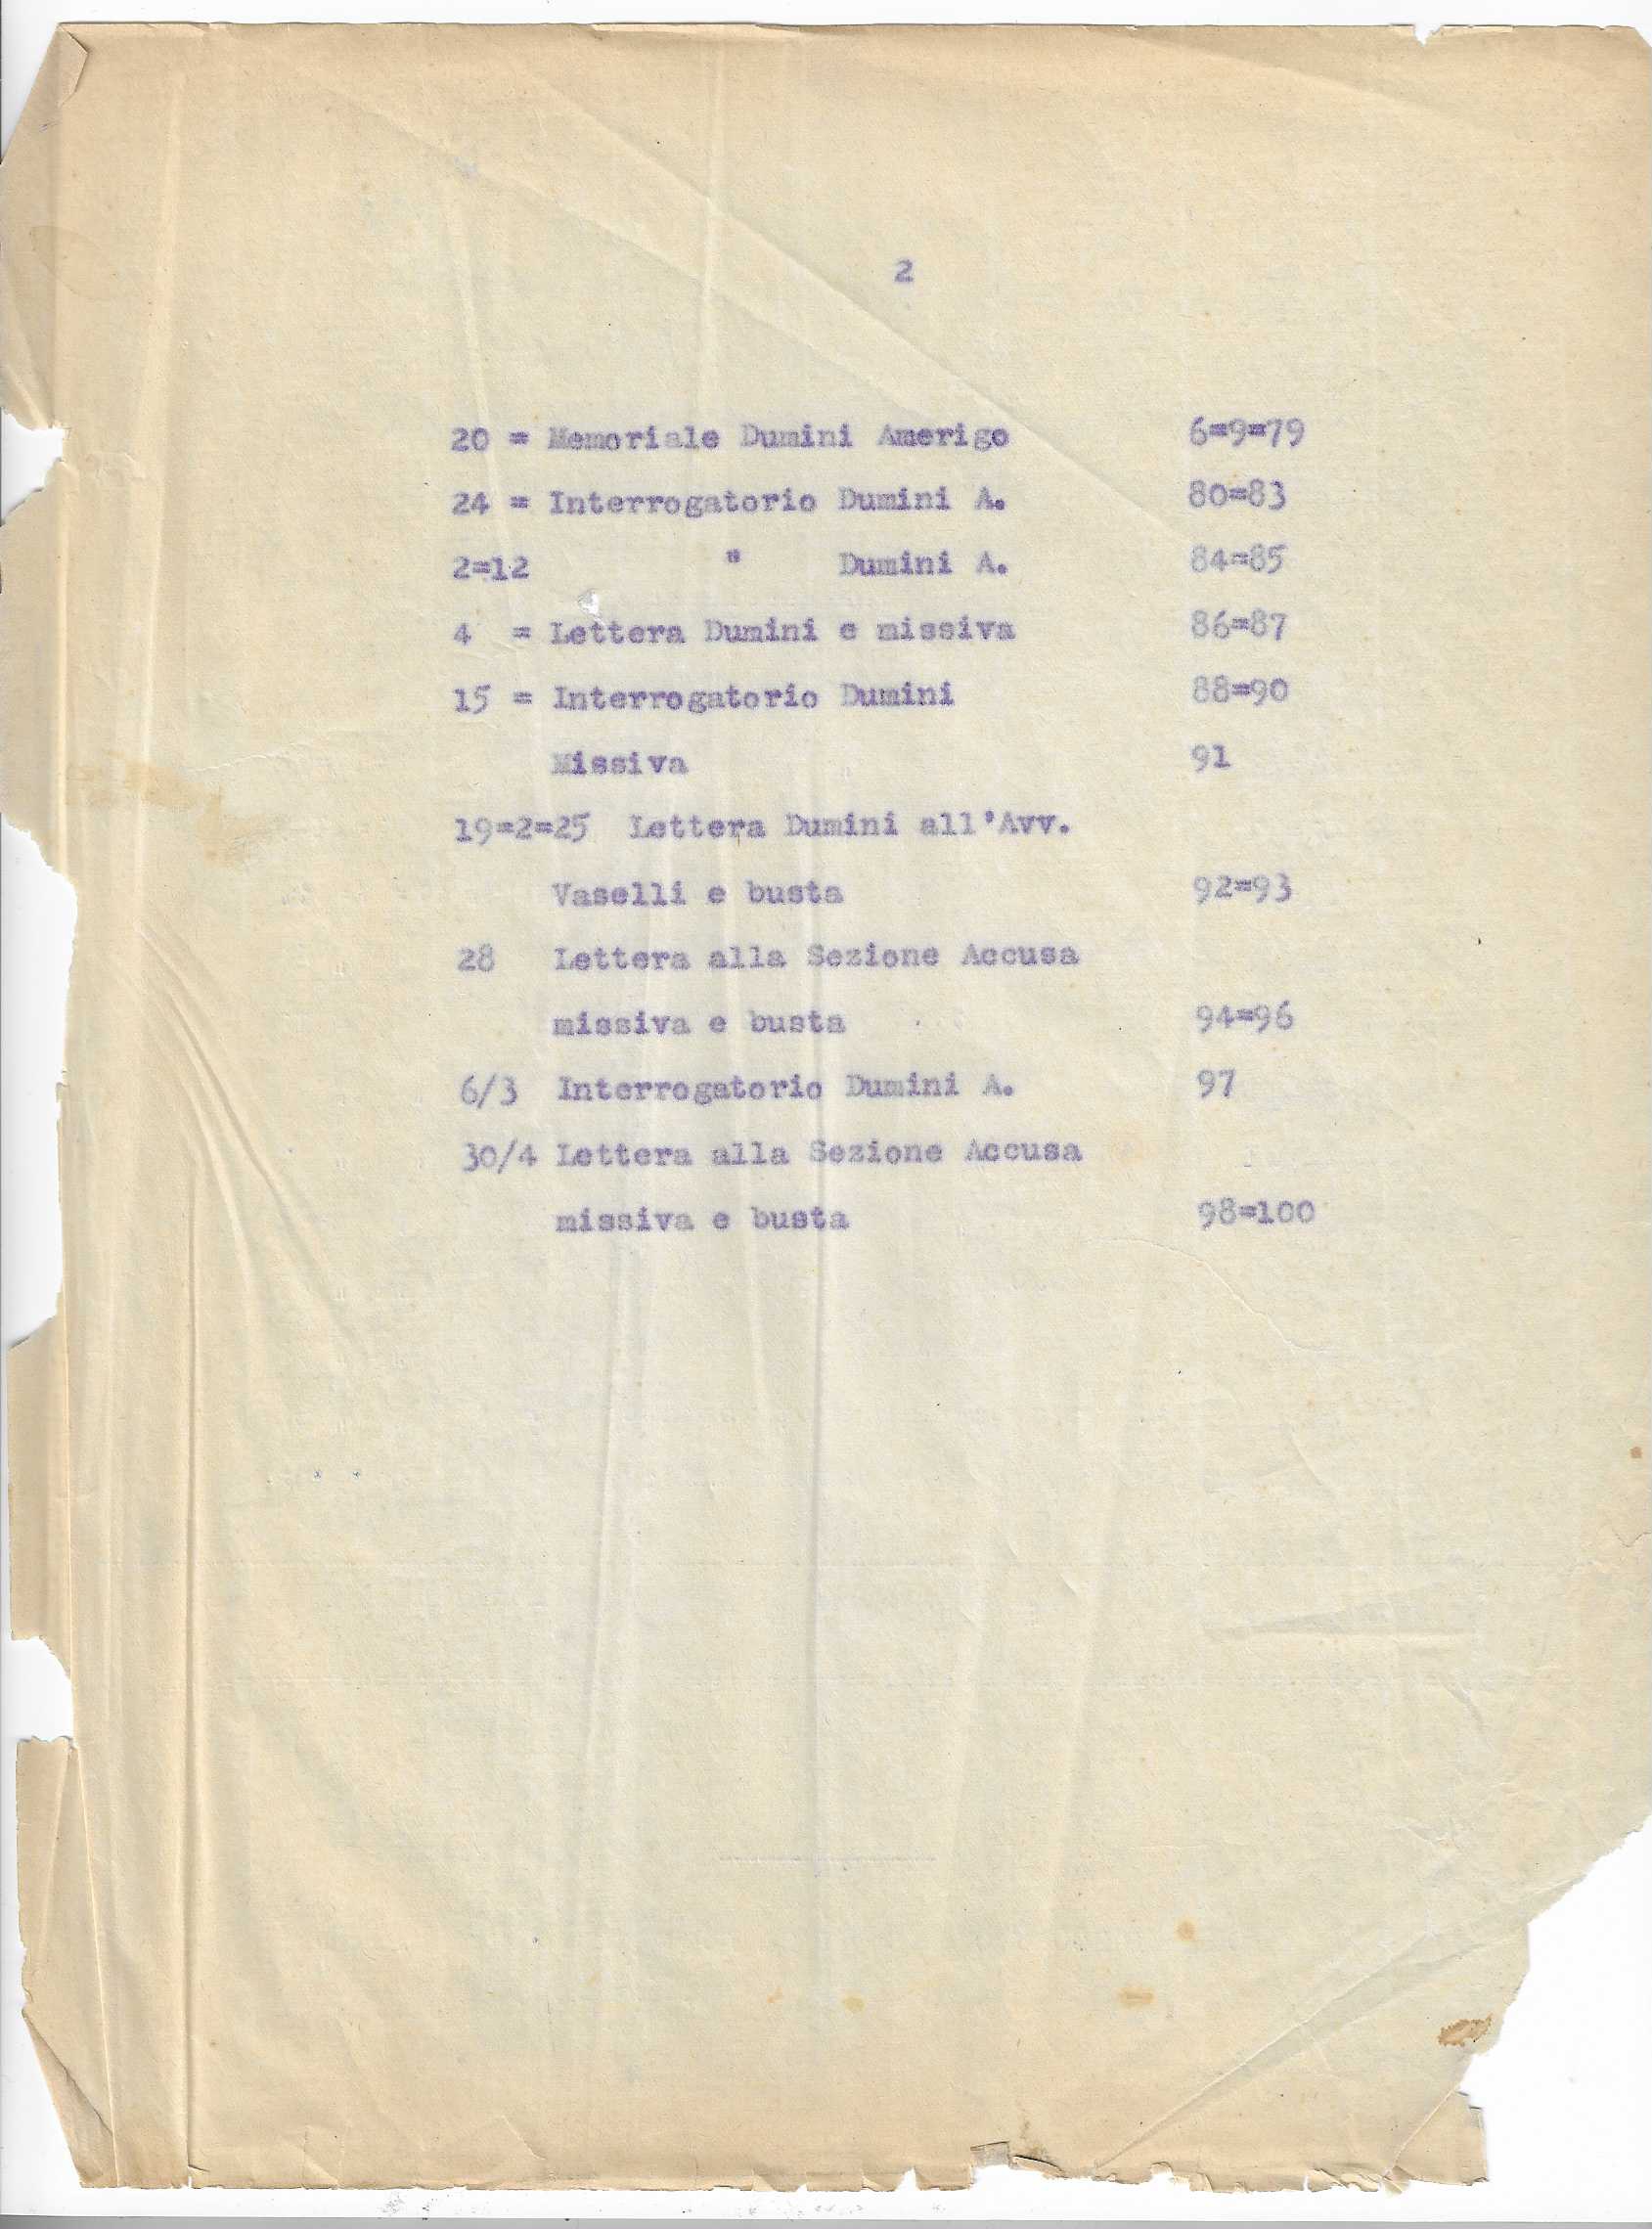 2
20 = Memoriale Dumini Amerigo 6=9=79
24 = Interrogatorio Dumini A. 80=83
2=12 " Dumini A. 84=85
4 = Lettera Dumini e missiva 86=87
15 = Interrogatorio Dumini 88=90
Missiva 91
19=2=25 Lettera Dumini all'Avv.
Vaselli e busta 92=93
28 Lettera alla Sezione Accusa
missiva e busta 94=96
6/3 Interrogatorio Dumini A. 97
30/4 Lettera alla Sezione Accusa
missiva e busta 98=100